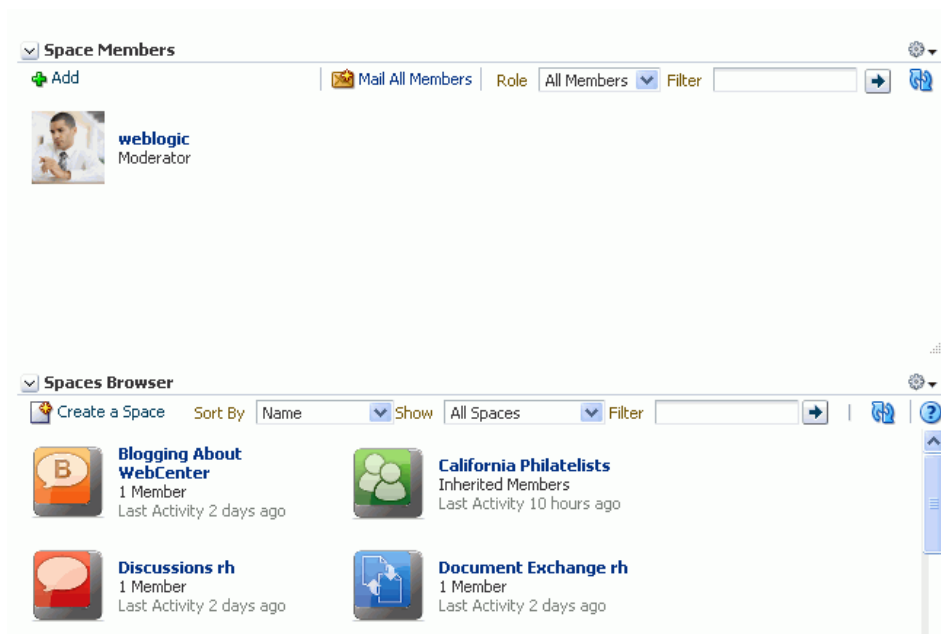 Space Members
Add Mail All Members Role All Members Filter
weblogic
Moderator
Spaces Browser
Create a Space Sort By Name Show All Spaces Filter
Blogging About
WebCenter
1 Member
Last Activity 2 days ago
California Philatelists
Inherited Members
Last Activity 10 hours ago
Discussions rh
1 Member
Last Activity 2 days ago
Document Exchange rh
1 Member
Last Activity 2 days ago